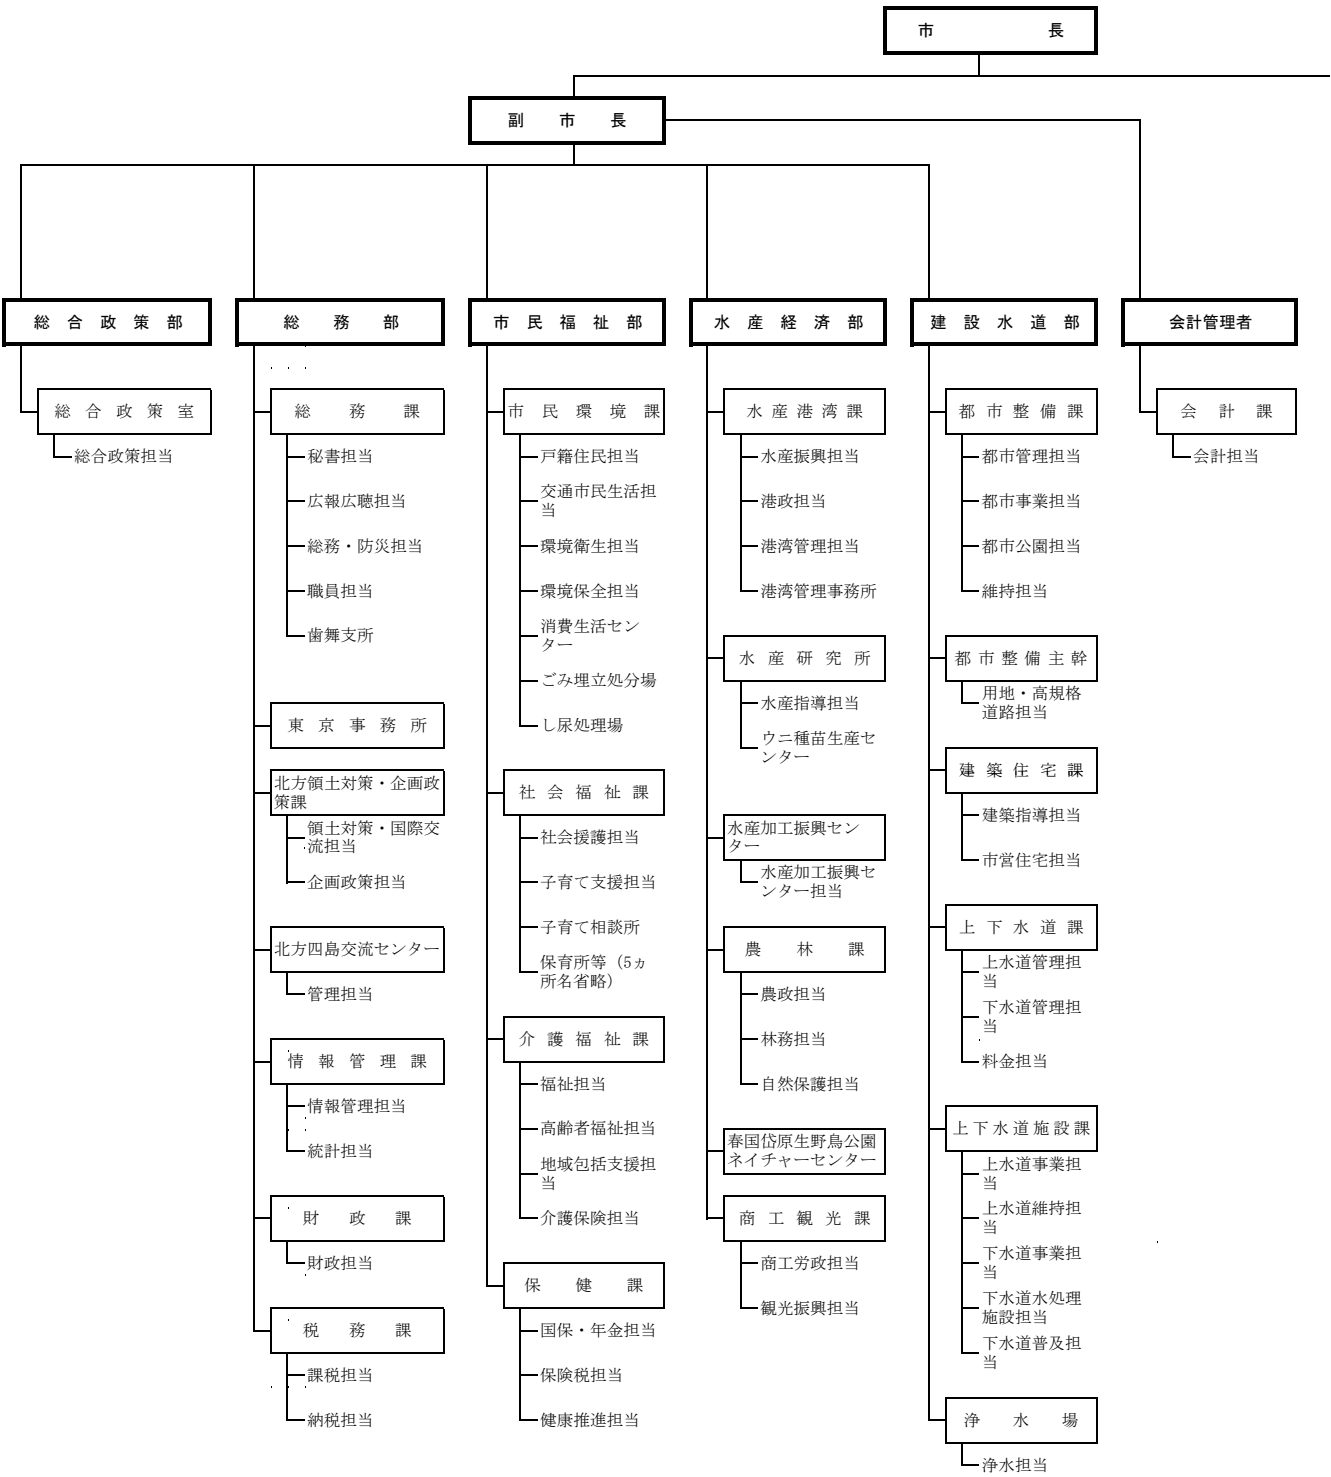 市長
副市長
総合政策部
総合政策室
総合政策担当
総務部
総務課
秘書担当
広報広聴担当
総務・防災担当
職員担当
歯舞支所
東京事務所
北方領土対策・企画政
策課
領土対策・国際交
流担当
企画政策担当
北方四島交流センター
管理担当
情報管理課
情報管理担当
統計担当
財政課
財政担当
税務課
課税担当
納税担当
市民福祉部
市民環境課
戸籍住民担当
交通市民生活担
当
環境衛生担当
環境保全担当
消費生活セン
ター
ごみ埋立処分場
し尿処理場
社会福祉課
社会援護担当
子育て支援担当
子育て相談所
保育所等（5ヵ
所名省略）
介護福祉課
福祉担当
高齢者福祉担当
地域包括支援担
当
介護保険担当
保健課
国保・年金担当
保険税担当
健康推進担当
水産経済部
水産港湾課
水産振興担当
港政担当
港湾管理担当
港湾管理事務所
水産研究所
水産指導担当
ウニ種苗生産セ
ンター
水産加工振興セン
ター
水産加工振興セ
ンター担当
農林課
農政担当
林務担当
自然保護担当
春国岱原生野鳥公園
ネイチャーセンター
商工観光課
商工労政担当
観光振興担当
建設水道部
都市整備課
都市管理担当
都市事業担当
都市公園担当
維持担当
都市整備主幹
用地・高規格
道路担当
建築住宅課
建築指導担当
市営住宅担当
上下水道課
上水道管理担
当
下水道管理担
当
料金担当
上下水道施設課
上水道事業担
当
上水道維持担
当
下水道事業担
当
下水道水処理
施設担当
下水道普及担
当
浄水場
浄水担当
会計管理者
会計課
会計担当